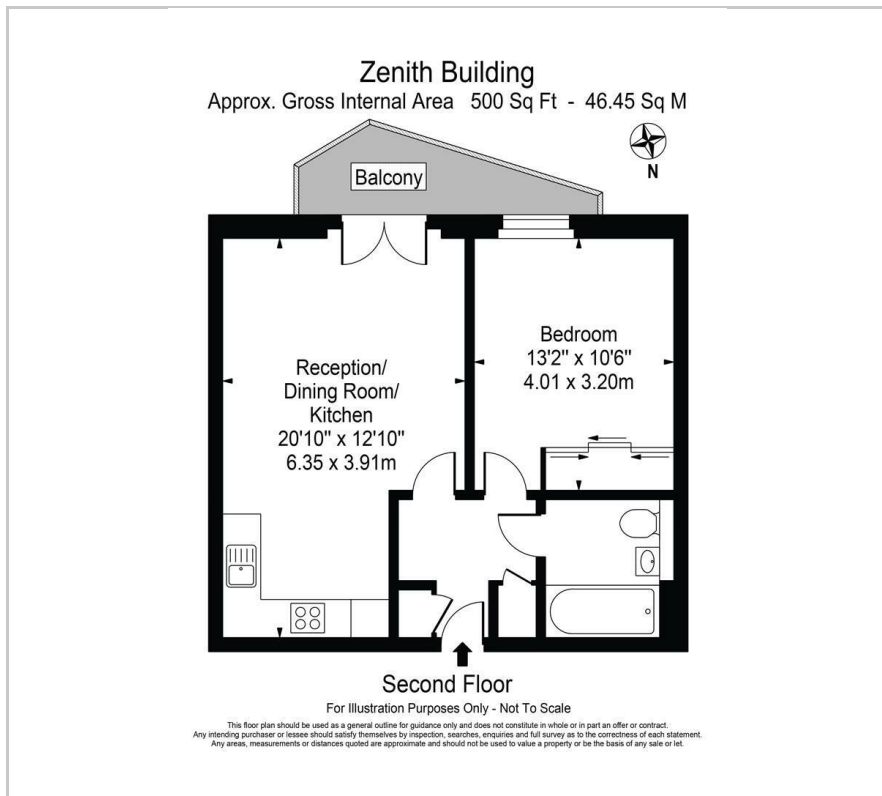 Zenith Building
Approx. Gross Internal Area 500 Sq Ft - 46.45 Sq M
N
Balcony
Bedroom
13'2" x 10'6"
4.01 x 3.20m
Reception/
Dining Room/
Kitchen
20'10" x 12'10"
6.35 x 3.91m
Second Floor
For Illustration Purposes Only - Not To Scale
This floor plan should be used as a general outline for guidance only and does not constitute in whole or in part an offer or contract.
Any intending purchaser or lessee should satisfy themselves by inspection, searches, enquiries and full survey as to the correctness of each statement.
Any areas, measurements or distances quoted are approximate and should not be used to value a property or be the basis of any sale or let.